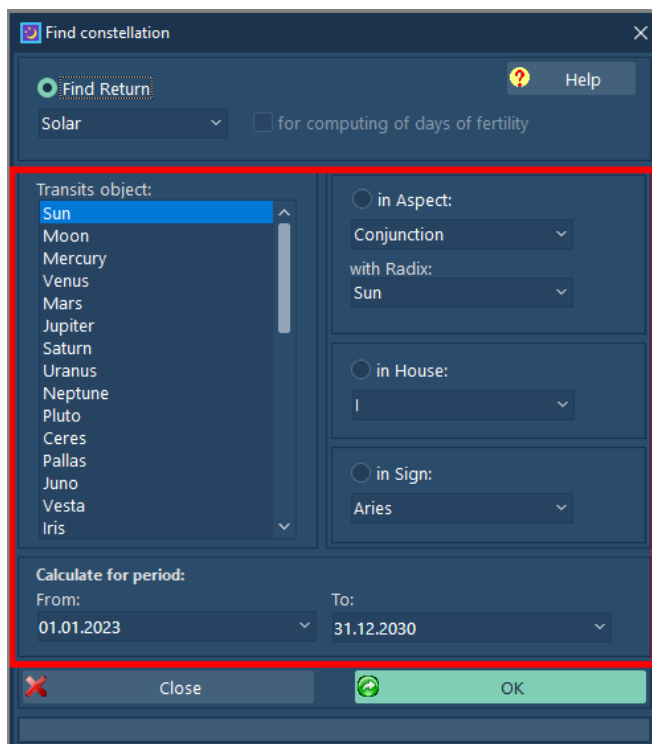 Find constellation
Find Return
Help
Solar
for computing of days of fertility
Transits object:
Sun
Moon
Mercury
Venus
Mars
Jupiter
Saturn
Uranus
Neptune
Pluto
Ceres
Pallas
Juno
Vesta
Iris
in Aspect:
Conjunction
with Radix:
Sun
in House:
I
in Sign:
Aries
Calculate for period:
From:
To:
01.01.2023
31.12.2030
Close
OK